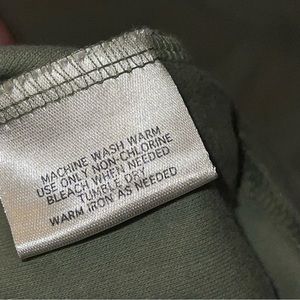 MACHINE WASH WARM
USE ONLY NON-CHLORINE
BLEACH WHEN NEEDED
TUMBLE DRY
WARM IRON AS NEEDED